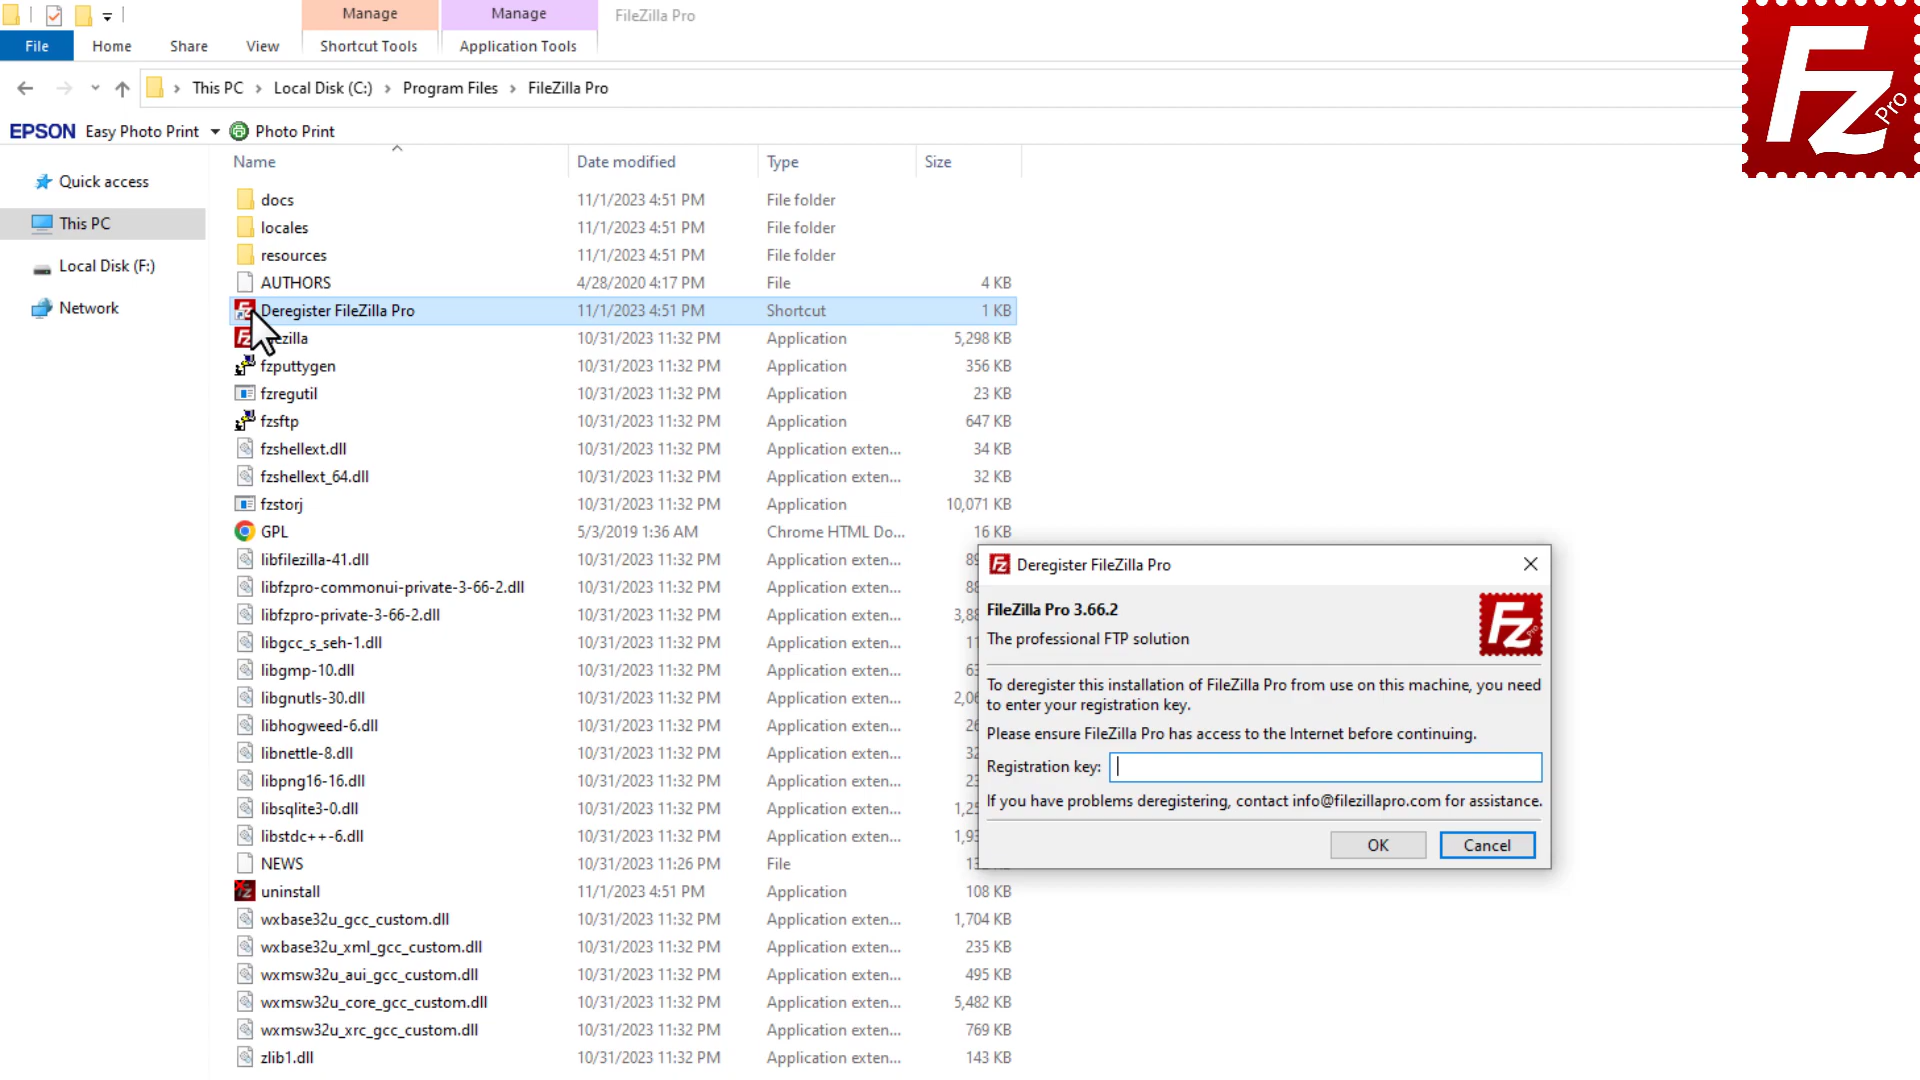 Manage Manage FileZilla Pro
File Home Share View Shortcut Tools Application Tools
This PC > Local Disk (C:) > Program Files > FileZilla Pro
EPSON Easy Photo Print Photo Print
Fz Pro
Name Date modified Type Size
Quick access
This PC
Local Disk (F:)
Network
docs 11/1/2023 4:51 PM File folder
locales 11/1/2023 4:51 PM File folder
resources 11/1/2023 4:51 PM File folder
AUTHORS 4/28/2020 4:17 PM File 4 KB
Deregister FileZilla Pro 11/1/2023 4:51 PM Shortcut 1 KB
zilla 10/31/2023 11:32 PM Application 5,298 KB
fzputtygen 10/31/2023 11:32 PM Application 356 KB
fzregutil 10/31/2023 11:32 PM Application 23 KB
fzsftp 10/31/2023 11:32 PM Application 647 KB
fzshellext.dll 10/31/2023 11:32 PM Application exten... 34 KB
fzshellext_64.dll 10/31/2023 11:32 PM Application exten... 32 KB
fzstorj 10/31/2023 11:32 PM Application 10,071 KB
GPL 5/3/2019 1:36 AM Chrome HTML Do... 16 KB
libfilezilla-41.dll 10/31/2023 11:32 PM Application exten...
libfzpro-commonui-private-3-66-2.dll 10/31/2023 11:32 PM Application exten...
libfzpro-private-3-66-2.dll 10/31/2023 11:32 PM Application exten...
libgcc_s_seh-1.dll 10/31/2023 11:32 PM Application exten...
libgmp-10.dll 10/31/2023 11:32 PM Application exten...
libgnutls-30.dll 10/31/2023 11:32 PM Application exten...
libhogweed-6.dll 10/31/2023 11:32 PM Application exten...
libnettle-8.dll 10/31/2023 11:32 PM Application exten...
libpng16-16.dll 10/31/2023 11:32 PM Application exten...
libsqlite3-0.dll 10/31/2023 11:32 PM Application exten...
libstdc++-6.dll 10/31/2023 11:32 PM Application exten...
NEWS 10/31/2023 11:26 PM File
uninstall 11/1/2023 4:51 PM Application 108 KB
wxbase32u_gcc_custom.dll 10/31/2023 11:32 PM Application exten... 1,704 KB
wxbase32u_xml_gcc_custom.dll 10/31/2023 11:32 PM Application exten... 235 KB
wxmsw32u_aui_gcc_custom.dll 10/31/2023 11:32 PM Application exten... 495 KB
wxmsw32u_core_gcc_custom.dll 10/31/2023 11:32 PM Application exten... 5,482 KB
wxmsw32u_xrc_gcc_custom.dll 10/31/2023 11:32 PM Application exten... 769 KB
zlib1.dll 10/31/2023 11:32 PM Application exten... 143 KB
Deregister FileZilla Pro
FileZilla Pro 3.66.2
The professional FTP solution
Fz Pro
To deregister this installation of FileZilla Pro from use on this machine, you need
to enter your registration key.
Please ensure FileZilla Pro has access to the Internet before continuing.
Registration key:
If you have problems deregistering, contact info@filezillapro.com for assistance.
OK Cancel